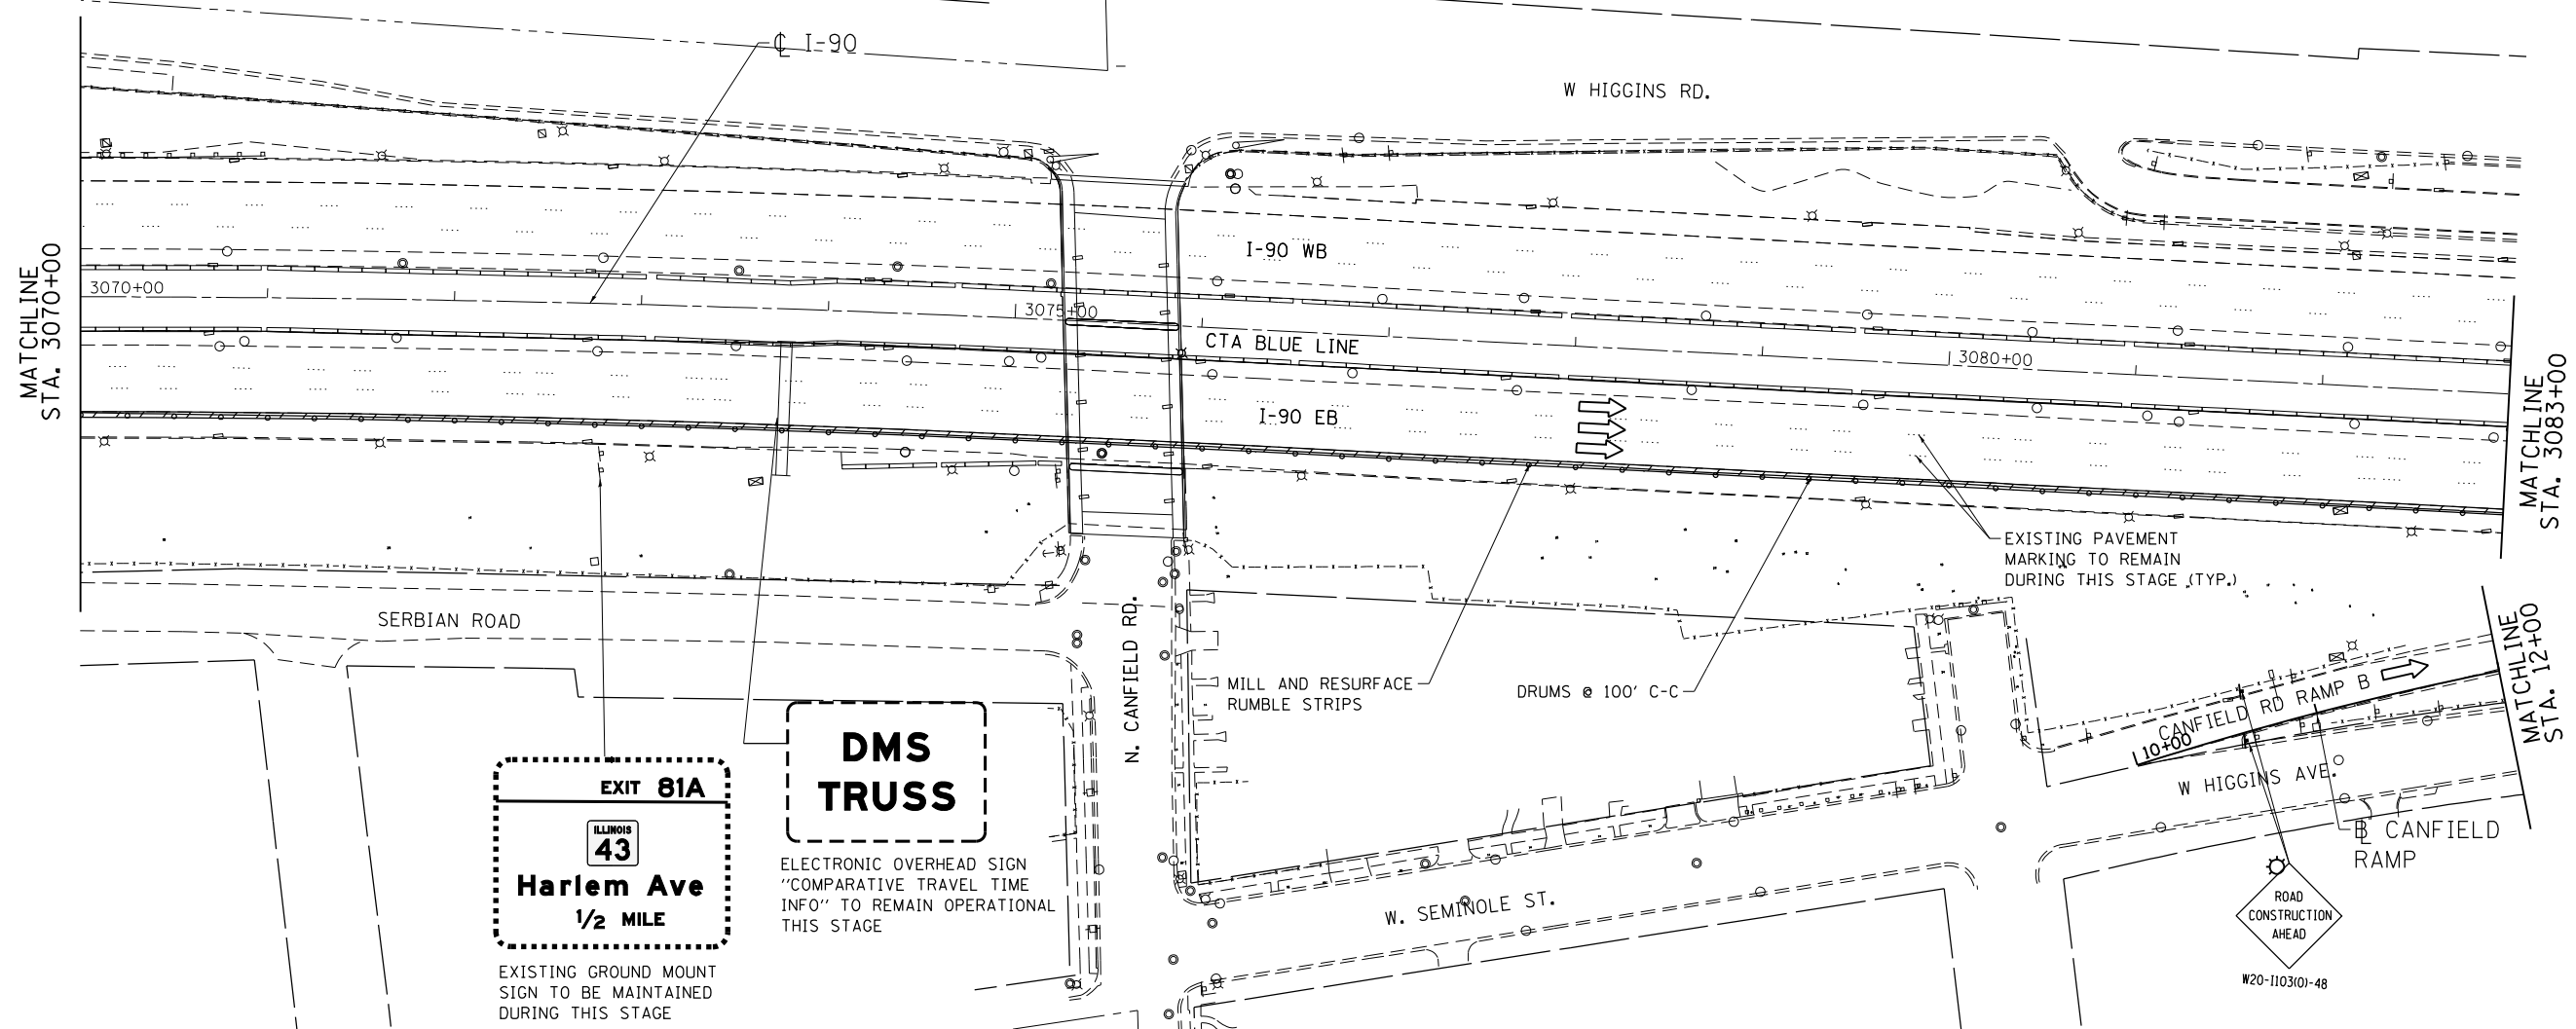 ℄ I-90
W HIGGINS RD.
MATCHLINE
STA. 3070+00
3070+00
3075+00
I-90 WB
CTA BLUE LINE
3080+00
I-90 EB
MATCHLINE
STA. 3083+00
EXISTING PAVEMENT
MARKING TO REMAIN
DURING THIS STAGE (TYP.)
SERBIAN ROAD
N. CANFIELD RD.
MILL AND RESURFACE
RUMBLE STRIPS
DRUMS @ 100' C-C
CANFIELD RD RAMP B
10+00
MATCHLINE
STA. 12+00
W HIGGINS AVE.
DMS
TRUSS
ELECTRONIC OVERHEAD SIGN
"COMPARATIVE TRAVEL TIME
INFO" TO REMAIN OPERATIONAL
THIS STAGE
EXIT 81A
ILLINOIS
43
Harlem Ave
1/2 MILE
EXISTING GROUND MOUNT
SIGN TO BE MAINTAINED
DURING THIS STAGE
W. SEMINOLE ST.
℄ CANFIELD
RAMP
ROAD
CONSTRUCTION
AHEAD
W20-1103(0)-48